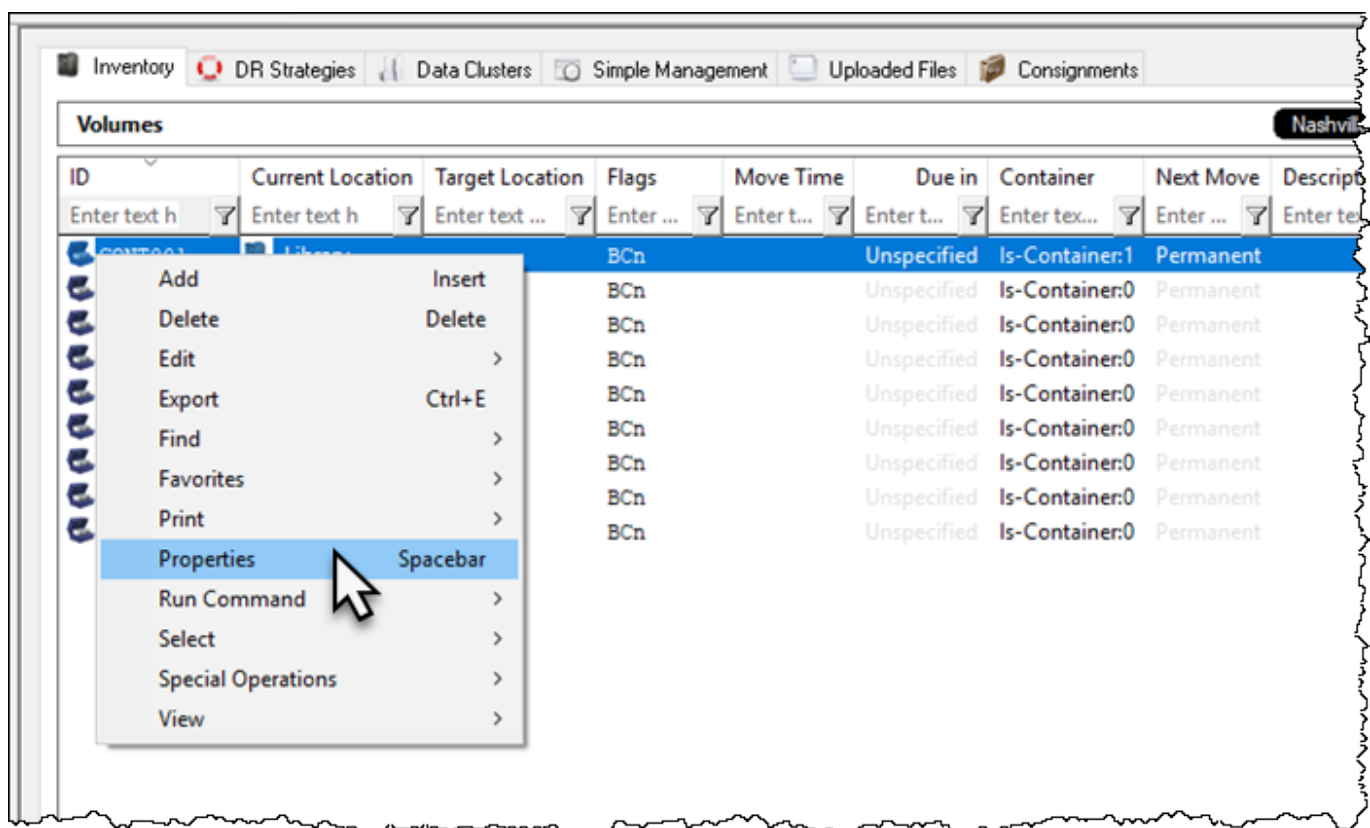 Inventory DR Strategies Data Clusters Simple Management Uploaded Files Consignments
Volumes
ID Current Location Target Location Flags Move Time Due in Container Next Move
Enter text h Enter text h Enter text ... Enter ... Enter t... Enter t... Enter tex... Enter ... Enter
BCn Unspecified Is-Container:1 Permanent
Add Insert
BCn Unspecified Is-Container:0 Permanent
Delete Delete
BCn Unspecified Is-Container:0 Permanent
Edit >
BCn Unspecified Is-Container:0 Permanent
Export Ctrl+E
BCn Unspecified Is-Container:0 Permanent
Find >
BCn Unspecified Is-Container:0 Permanent
Favorites >
BCn Unspecified Is-Container:0 Permanent
Print >
BCn Unspecified Is-Container:0 Permanent
BCn Unspecified Is-Container:0 Permanent
Properties Spacebar
Run Command >
Select >
Special Operations >
View >